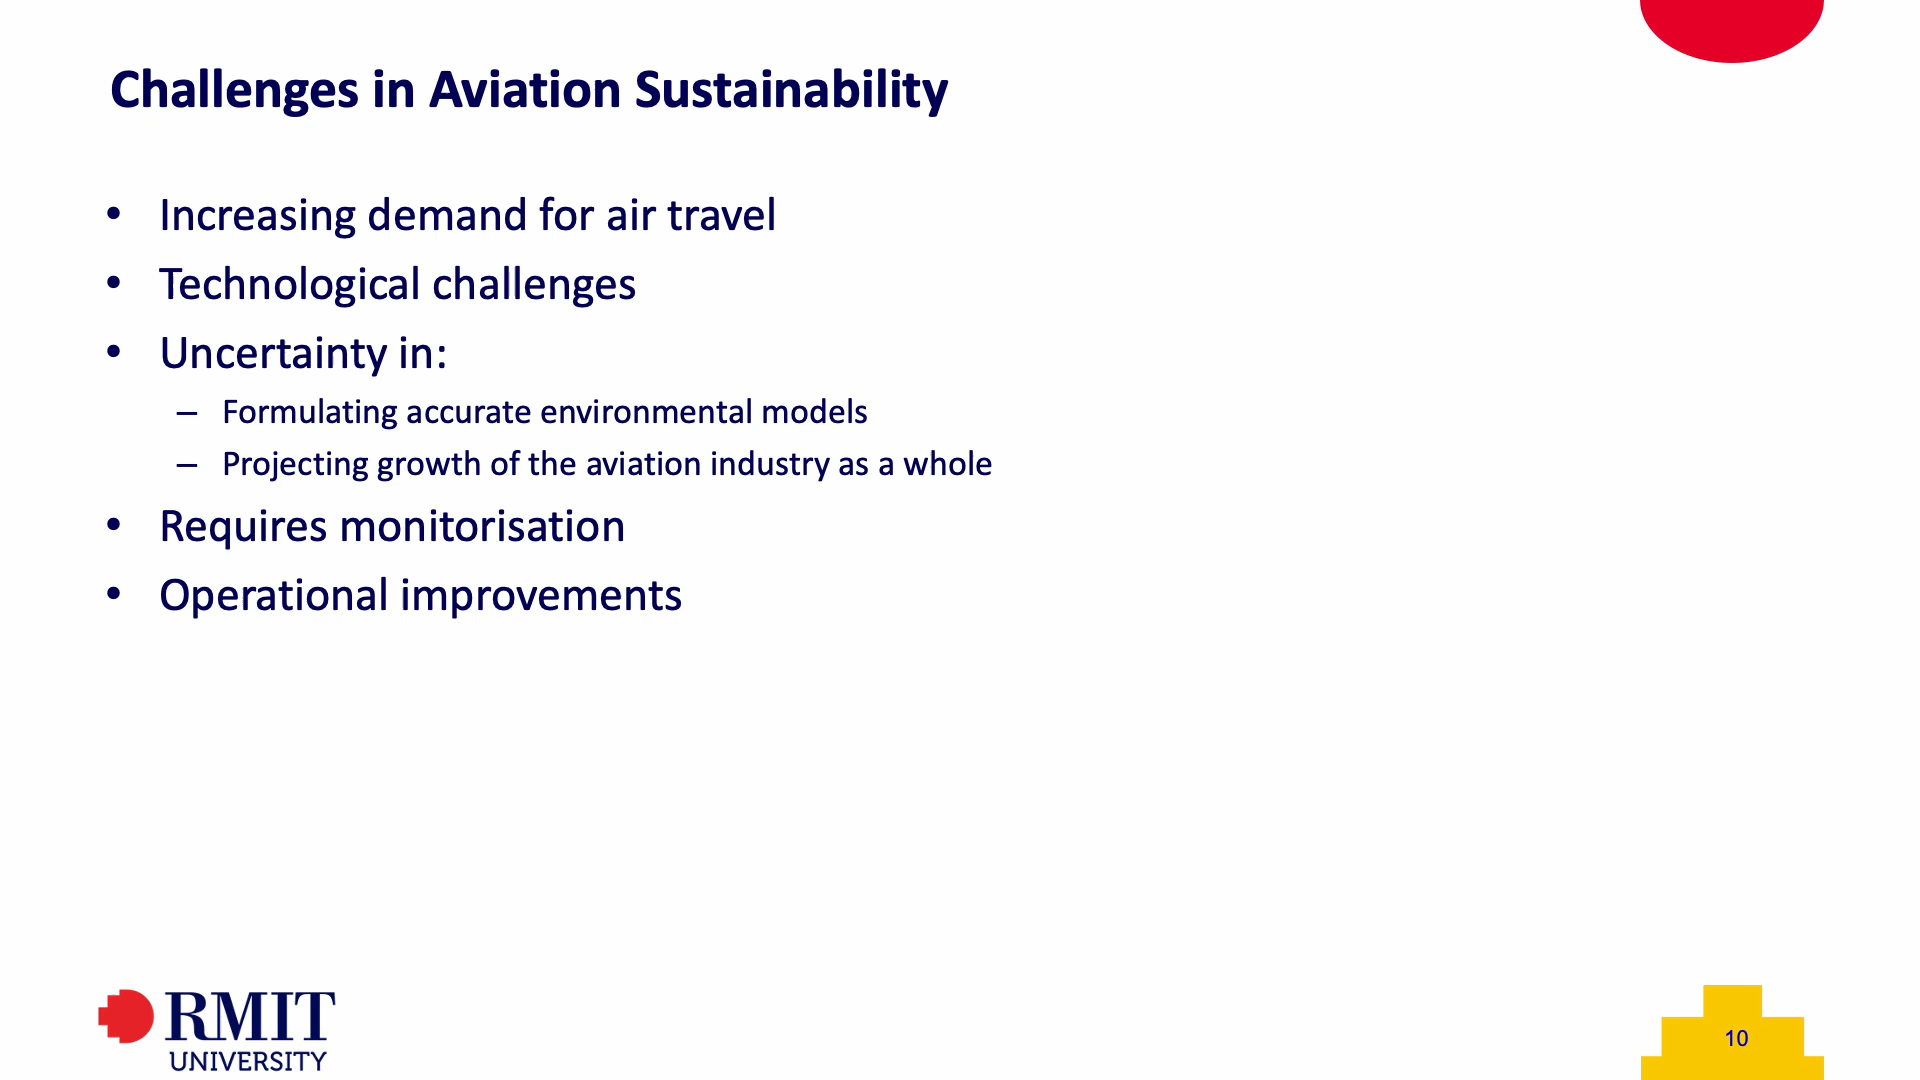 Challenges in Aviation Sustainability
• Increasing demand for air travel
• Technological challenges
• Uncertainty in:
– Formulating accurate environmental models
– Projecting growth of the aviation industry as a whole
• Requires monitorisation
• Operational improvements
RMIT
UNIVERSITY
10